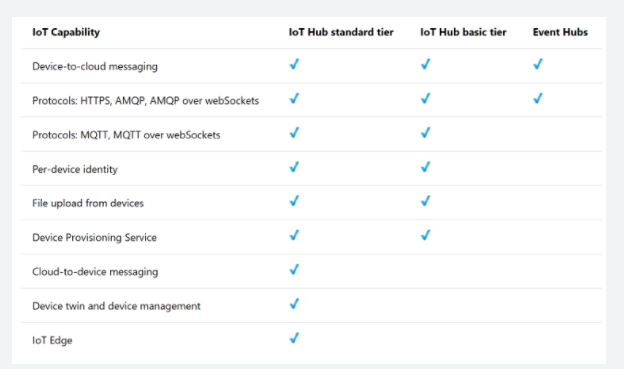 IoT Capability IoT Hub standard tier IoT Hub basic tier Event Hubs
Device-to-cloud messaging ✓ ✓ ✓
Protocols: HTTPS, AMQP, AMQP over webSockets ✓ ✓ ✓
Protocols: MQTT, MQTT over webSockets ✓ ✓
Per-device identity ✓ ✓
File upload from devices ✓ ✓
Device Provisioning Service ✓ ✓
Cloud-to-device messaging ✓
Device twin and device management ✓
IoT Edge ✓